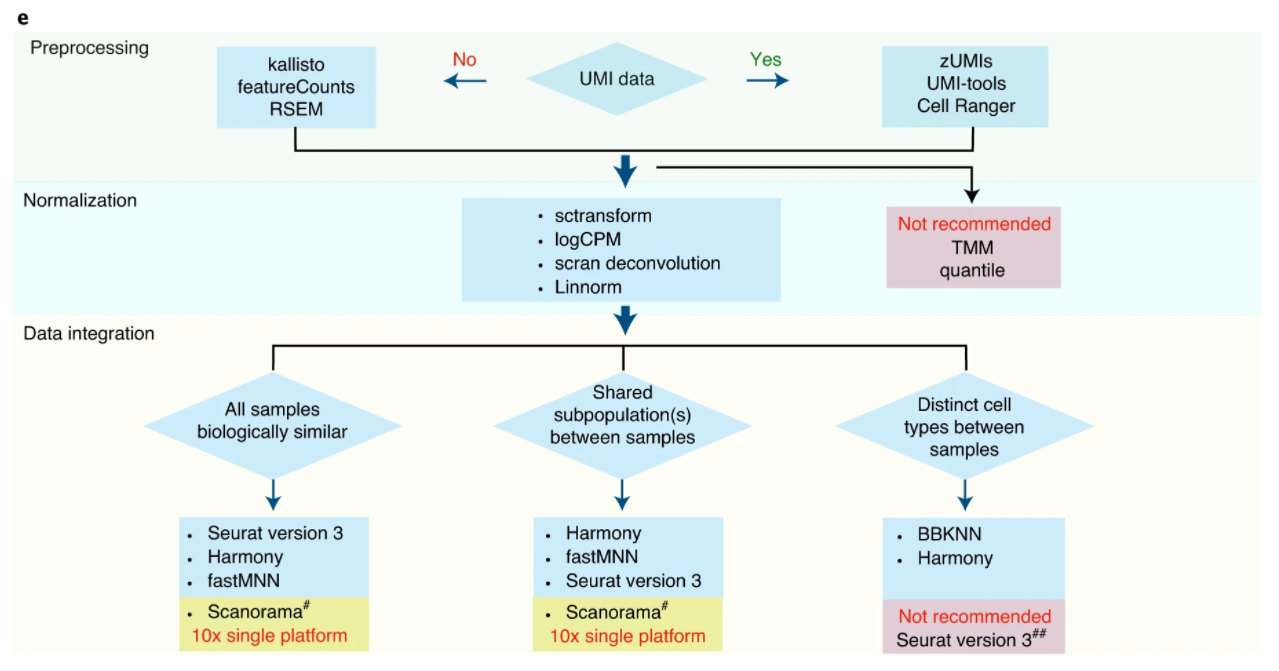 e
Preprocessing
kallisto
featureCounts
RSEM
No
UMI data
Yes
zUMIs
UMI-tools
Cell Ranger
Normalization
• sctransform
• logCPM
• scran deconvolution
• Linnorm
Not recommended
TMM
quantile
Data integration
All samples
biologically similar
Shared
subpopulation(s)
between samples
Distinct cell
types between
samples
• Seurat version 3
• Harmony
• fastMNN
• Scanorama#
10x single platform
• Harmony
• fastMNN
• Seurat version 3
• Scanorama#
10x single platform
• BBKNN
• Harmony
Not recommended
Seurat version 3##